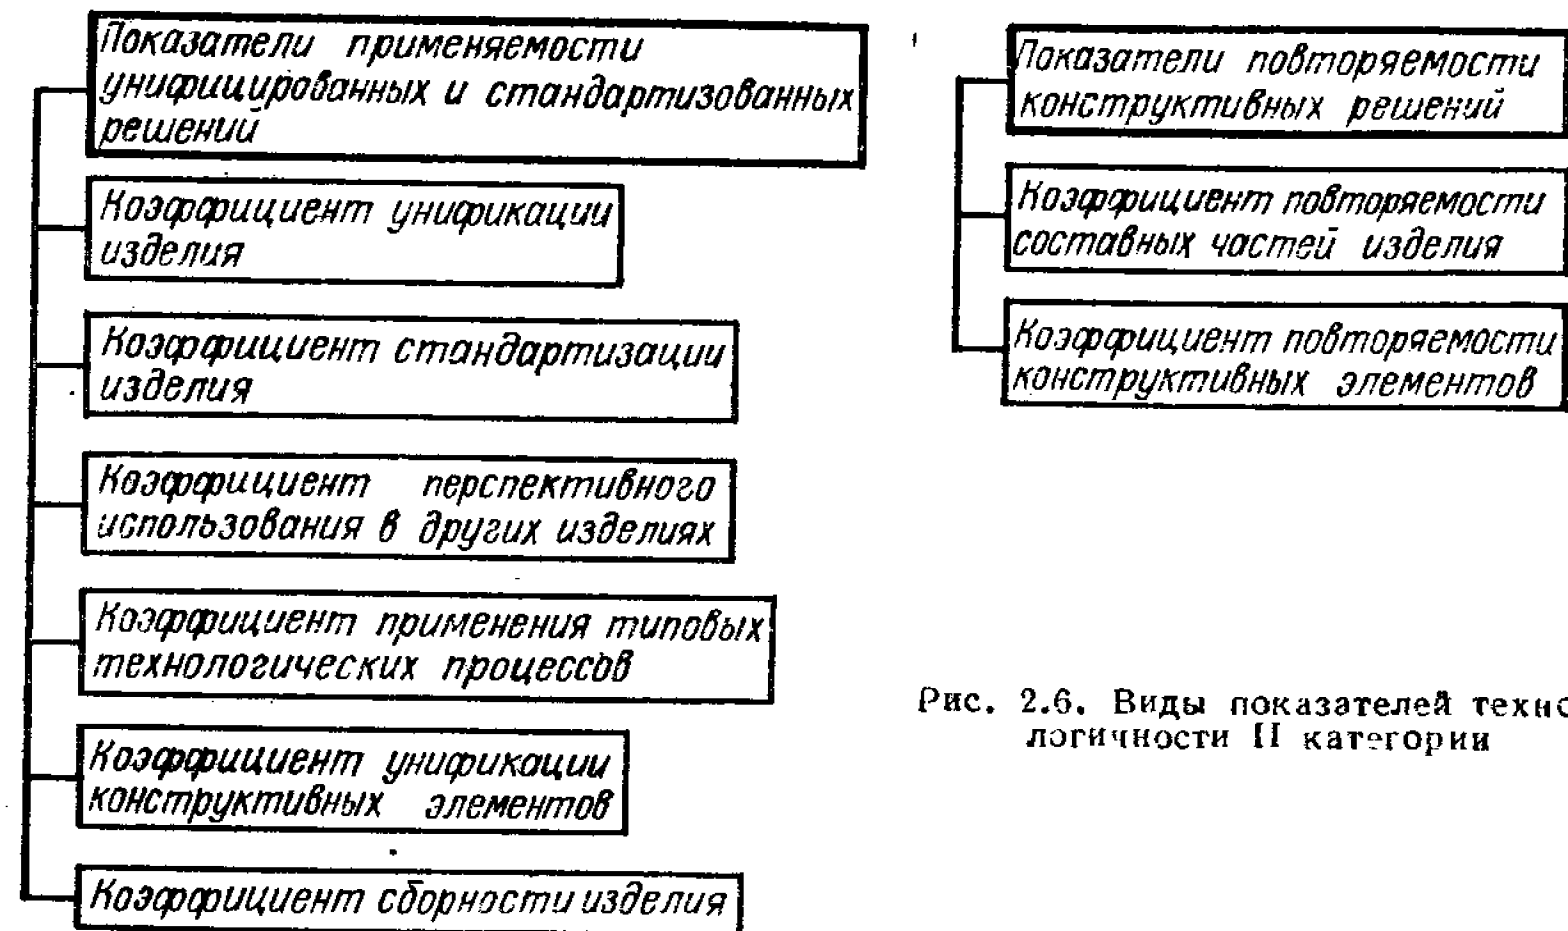 Показатели применяемости
унифицированных и стандартизованных
решений
Коэффициент унификации
изделия
Коэффициент стандартизации
изделия
Коэффициент перспективного
использования в других изделиях
Коэффициент применения типовых
технологических процессов
Коэффициент унификации
конструктивных элементов
Коэффициент сборности изделия
Показатели повторяемости
конструктивных решений
Коэффициент повторяемости
составных частей изделия
Коэффициент повторяемости
конструктивных элементов
Рис. 2.6. Виды показателей техно
логичности II категории